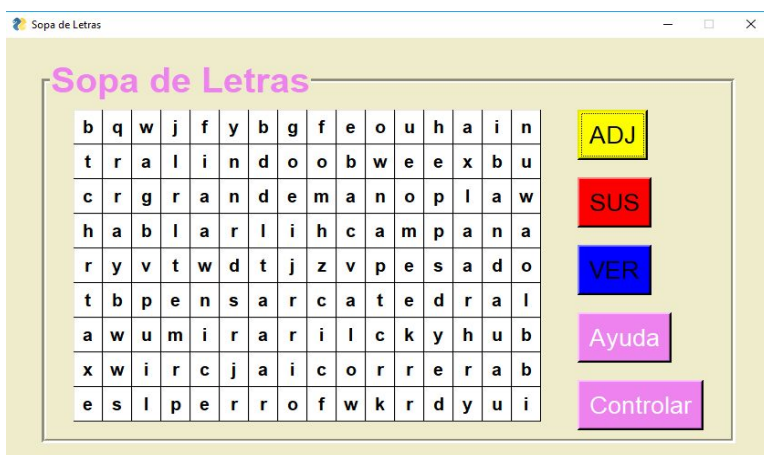 Sopa de Letras
Sopa de Letras
b q w j f y b g f e o u h a i n
t r a l i n d o o b w e e x b u
c r g r a n d e m a n o p l a w
h a b l a r l i h c a m p a n a
r y v t w d t j z v p e s a d o
t b p e n s a r c a t e d r a l
a w u m i r a r i l c k y h u b
x w i r c j a i c o r r e r a b
e s l p e r r o f w k r d y u i
ADJ
SUS
VER
Ayuda
Controlar